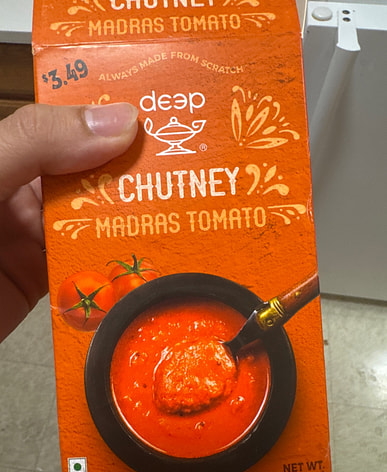 CHUTNEY
MADRAS TOMATO
$3.49
ALWAYS MADE FROM SCRATCH
deep
®
CHUTNEY
MADRAS TOMATO
NET WT.